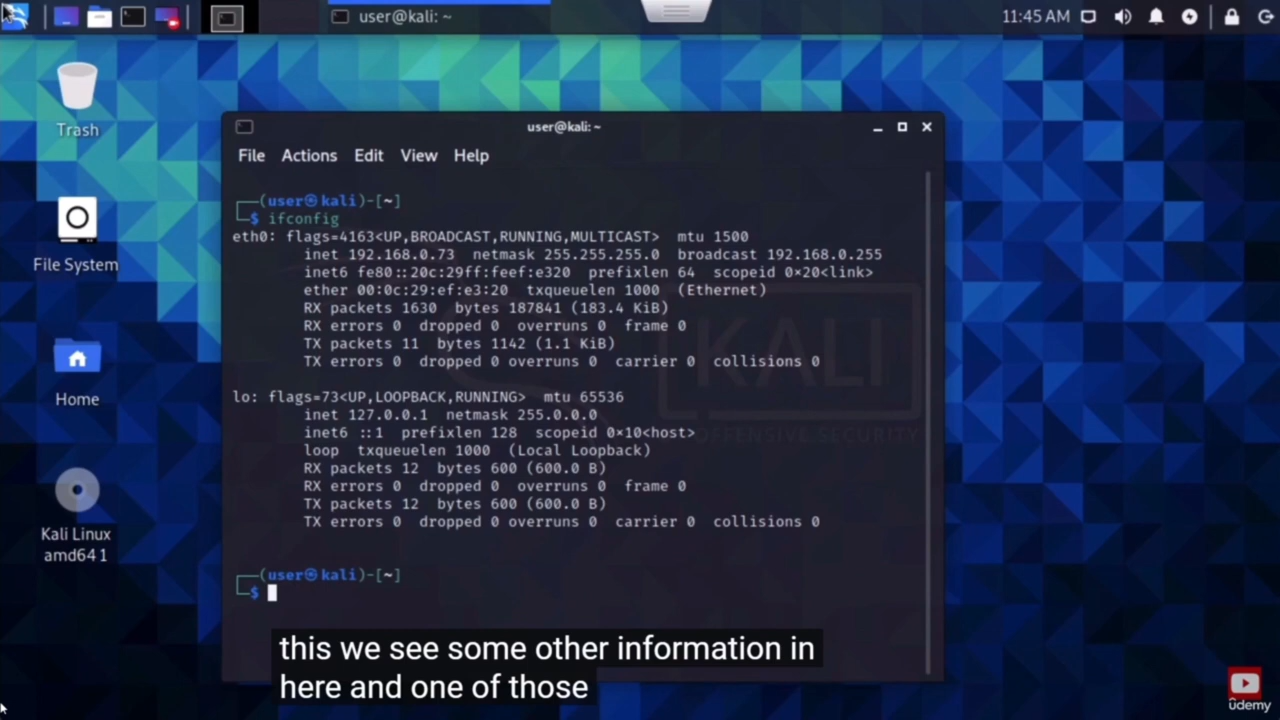 user@kali: ~
11:45 AM
Trash
File System
Home
Kali Linux
amd64 1
user@kali: ~
File Actions Edit View Help
┌──(user㉿kali)-[~]
└─$ ifconfig
eth0: flags=4163<UP,BROADCAST,RUNNING,MULTICAST>  mtu 1500
inet 192.168.0.73  netmask 255.255.255.0  broadcast 192.168.0.255
inet6 fe80::20c:29ff:feef:e320  prefixlen 64  scopeid 0×20<link>
ether 00:0c:29:ef:e3:20  txqueuelen 1000  (Ethernet)
RX packets 1630  bytes 187841 (183.4 KiB)
RX errors 0  dropped 0  overruns 0  frame 0
TX packets 11  bytes 1142 (1.1 KiB)
TX errors 0  dropped 0 overruns 0  carrier 0  collisions 0
lo: flags=73<UP,LOOPBACK,RUNNING>  mtu 65536
inet 127.0.0.1  netmask 255.0.0.0
inet6 ::1  prefixlen 128  scopeid 0×10<host>
loop  txqueuelen 1000  (Local Loopback)
RX packets 12  bytes 600 (600.0 B)
RX errors 0  dropped 0  overruns 0  frame 0
TX packets 12  bytes 600 (600.0 B)
TX errors 0  dropped 0 overruns 0  carrier 0  collisions 0
┌──(user㉿kali)-[~]
└─$
KALI
OFFENSIVE SECURITY
this we see some other information in
here and one of those
ûdemy